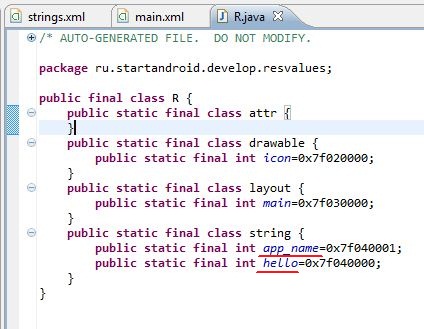 strings.xml main.xml R.java
/* AUTO-GENERATED FILE.  DO NOT MODIFY.
package ru.startandroid.develop.resvalues;
public final class R {
    public static final class attr {
    }
    public static final class drawable {
        public static final int icon=0x7f020000;
    }
    public static final class layout {
        public static final int main=0x7f030000;
    }
    public static final class string {
        public static final int app_name=0x7f040001;
        public static final int hello=0x7f040000;
    }
}